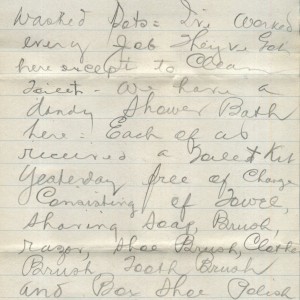 washed Pots - I've worked
every Job They've Got
here except to Clean
Toilet - We have a
dandy Shower Bath
here - Each of us
received a Toilet Kit
Yesterday free of Charge
Consisting of Towel,
Shaving Soap, Brush,
razor, Shoe Brush, Clothe
Brush, Tooth Brush
and Box Shoe Polish